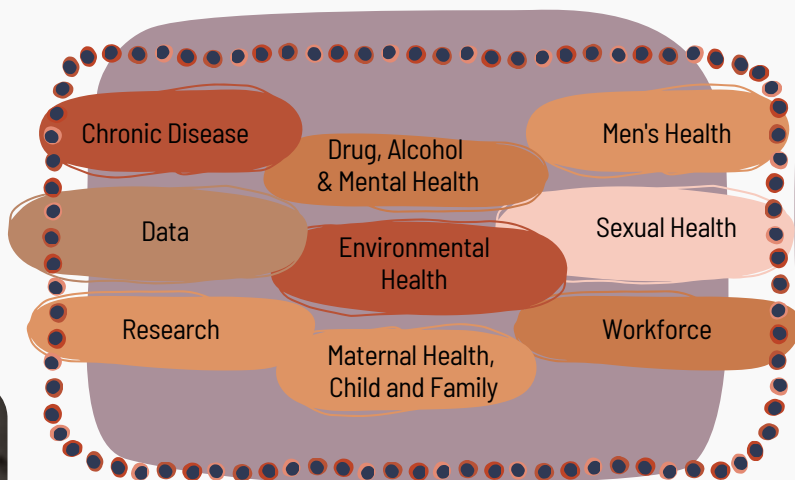 Chronic Disease
Drug, Alcohol
& Mental Health
Men's Health
Data
Environmental
Health
Sexual Health
Research
Maternal Health,
Child and Family
Workforce